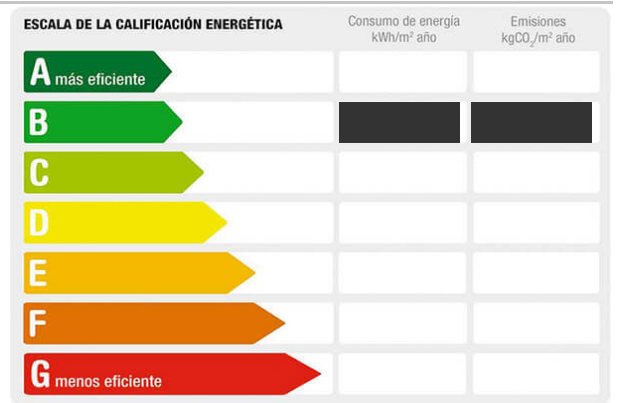 ESCALA DE LA CALIFICACIÓN ENERGÉTICA
Consumo de energía
kWh/m² año
Emisiones
kgCO₂/m² año
A más eficiente
B
C
D
E
F
G menos eficiente